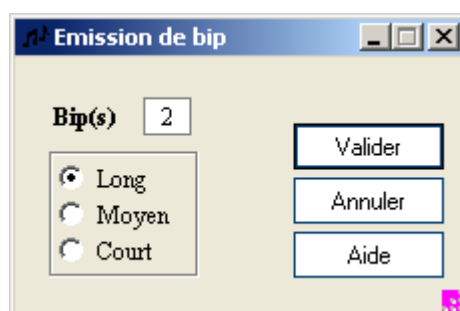 Emission de bip
Bip(s) 2
Valider
Long
Annuler
Moyen
Court
Aide